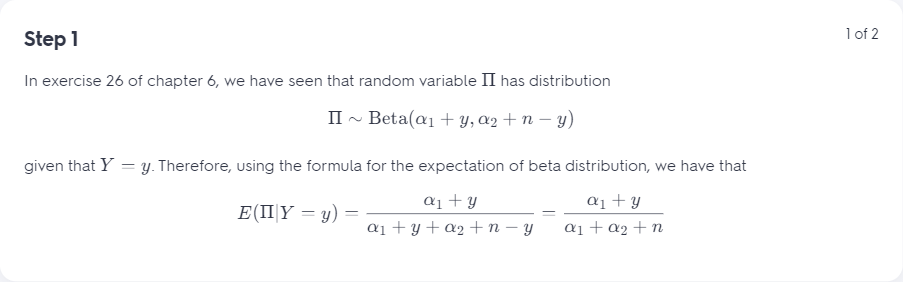 Step 1
1 of 2
In exercise 26 of chapter 6, we have seen that random variable Π has distribution
Π ∼ Beta(α₁ + y, α₂ + n − y)
given that Y = y. Therefore, using the formula for the expectation of beta distribution, we have that
E(Π|Y = y) = \frac{α₁ + y}{α₁ + y + α₂ + n − y} = \frac{α₁ + y}{α₁ + α₂ + n}